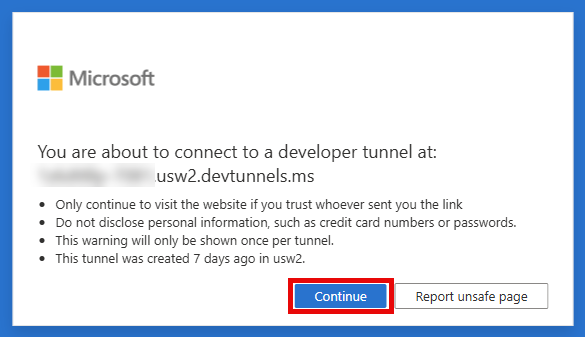 Microsoft
You are about to connect to a developer tunnel at:
.usw2.devtunnels.ms
• Only continue to visit the website if you trust whoever sent you the link
• Do not disclose personal information, such as credit card numbers or passwords.
• This warning will only be shown once per tunnel.
• This tunnel was created 7 days ago in usw2.
Continue Report unsafe page